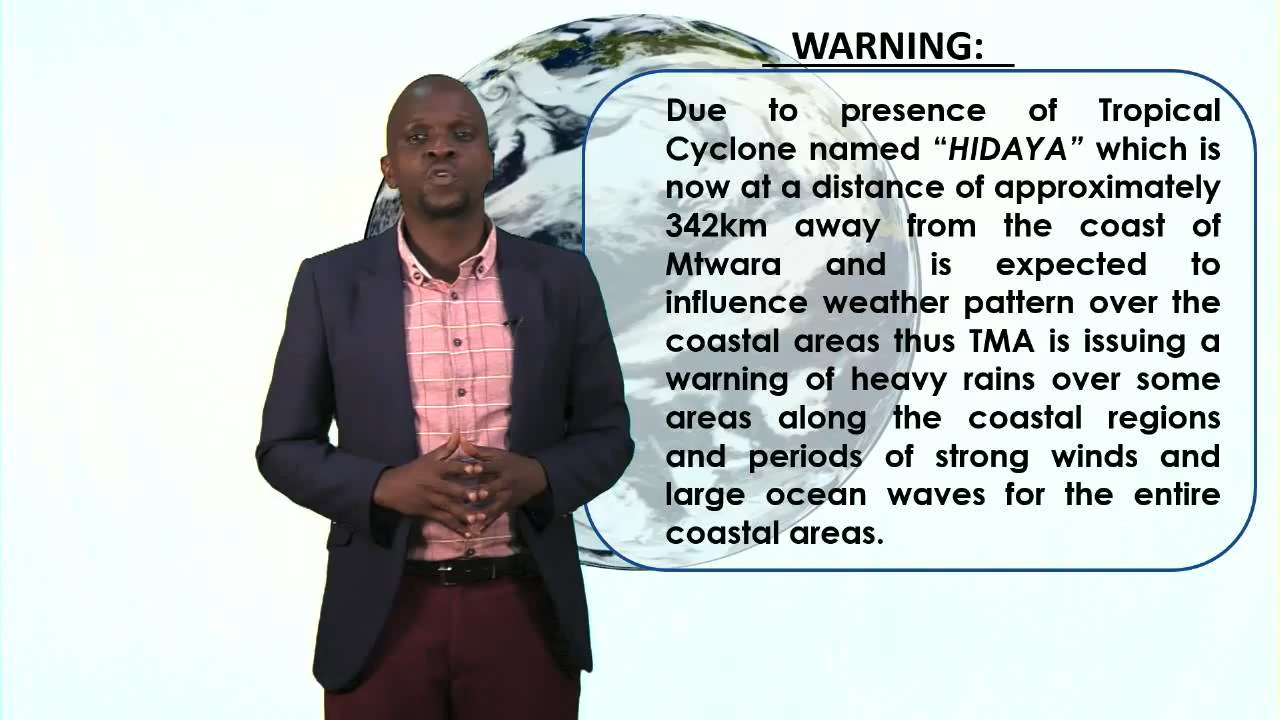 WARNING:
Due to presence of Tropical
Cyclone named “HIDAYA” which is
now at a distance of approximately
342km away from the coast of
Mtwara and is expected to
influence weather pattern over the
coastal areas thus TMA is issuing a
warning of heavy rains over some
areas along the coastal regions
and periods of strong winds and
large ocean waves for the entire
coastal areas.